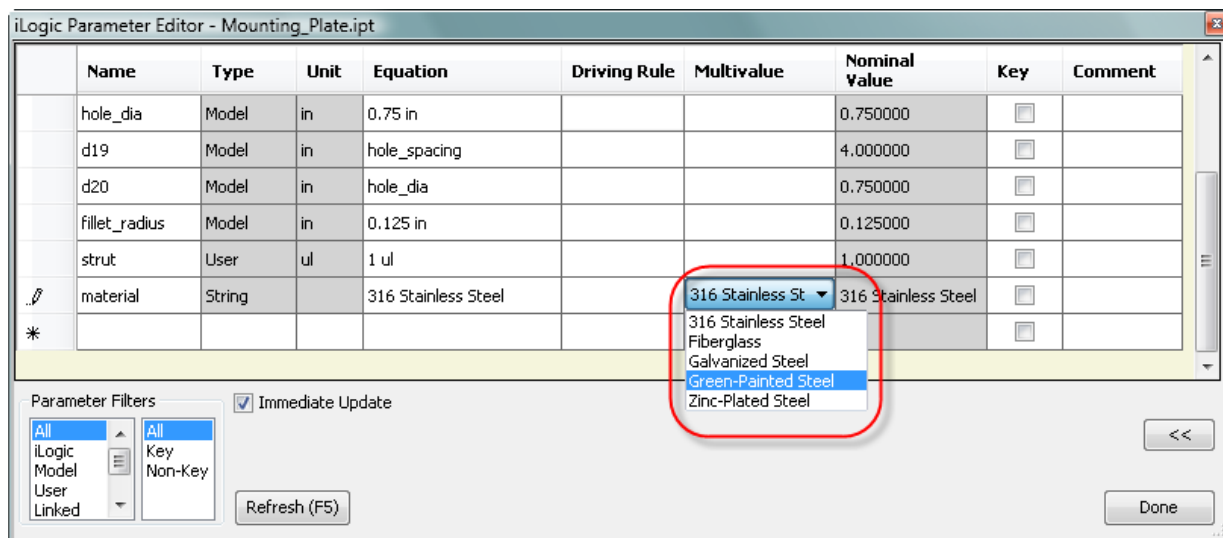 iLogic Parameter Editor - Mounting_Plate.ipt
Name Type Unit Equation Driving Rule Multivalue Nominal Value Key Comment
hole_dia Model in 0.75 in 0.750000
d19 Model in hole_spacing 4.000000
d20 Model in hole_dia 0.750000
fillet_radius Model in 0.125 in 0.125000
strut User ul 1 ul 1.000000
material String 316 Stainless Steel 316 Stainless St 316 Stainless Steel
316 Stainless Steel
Fiberglass
Galvanized Steel
Green-Painted Steel
Zinc-Plated Steel
Parameter Filters
Immediate Update
All
iLogic
Model
User
Linked
All
Key
Non-Key
Refresh (F5)
<<
Done